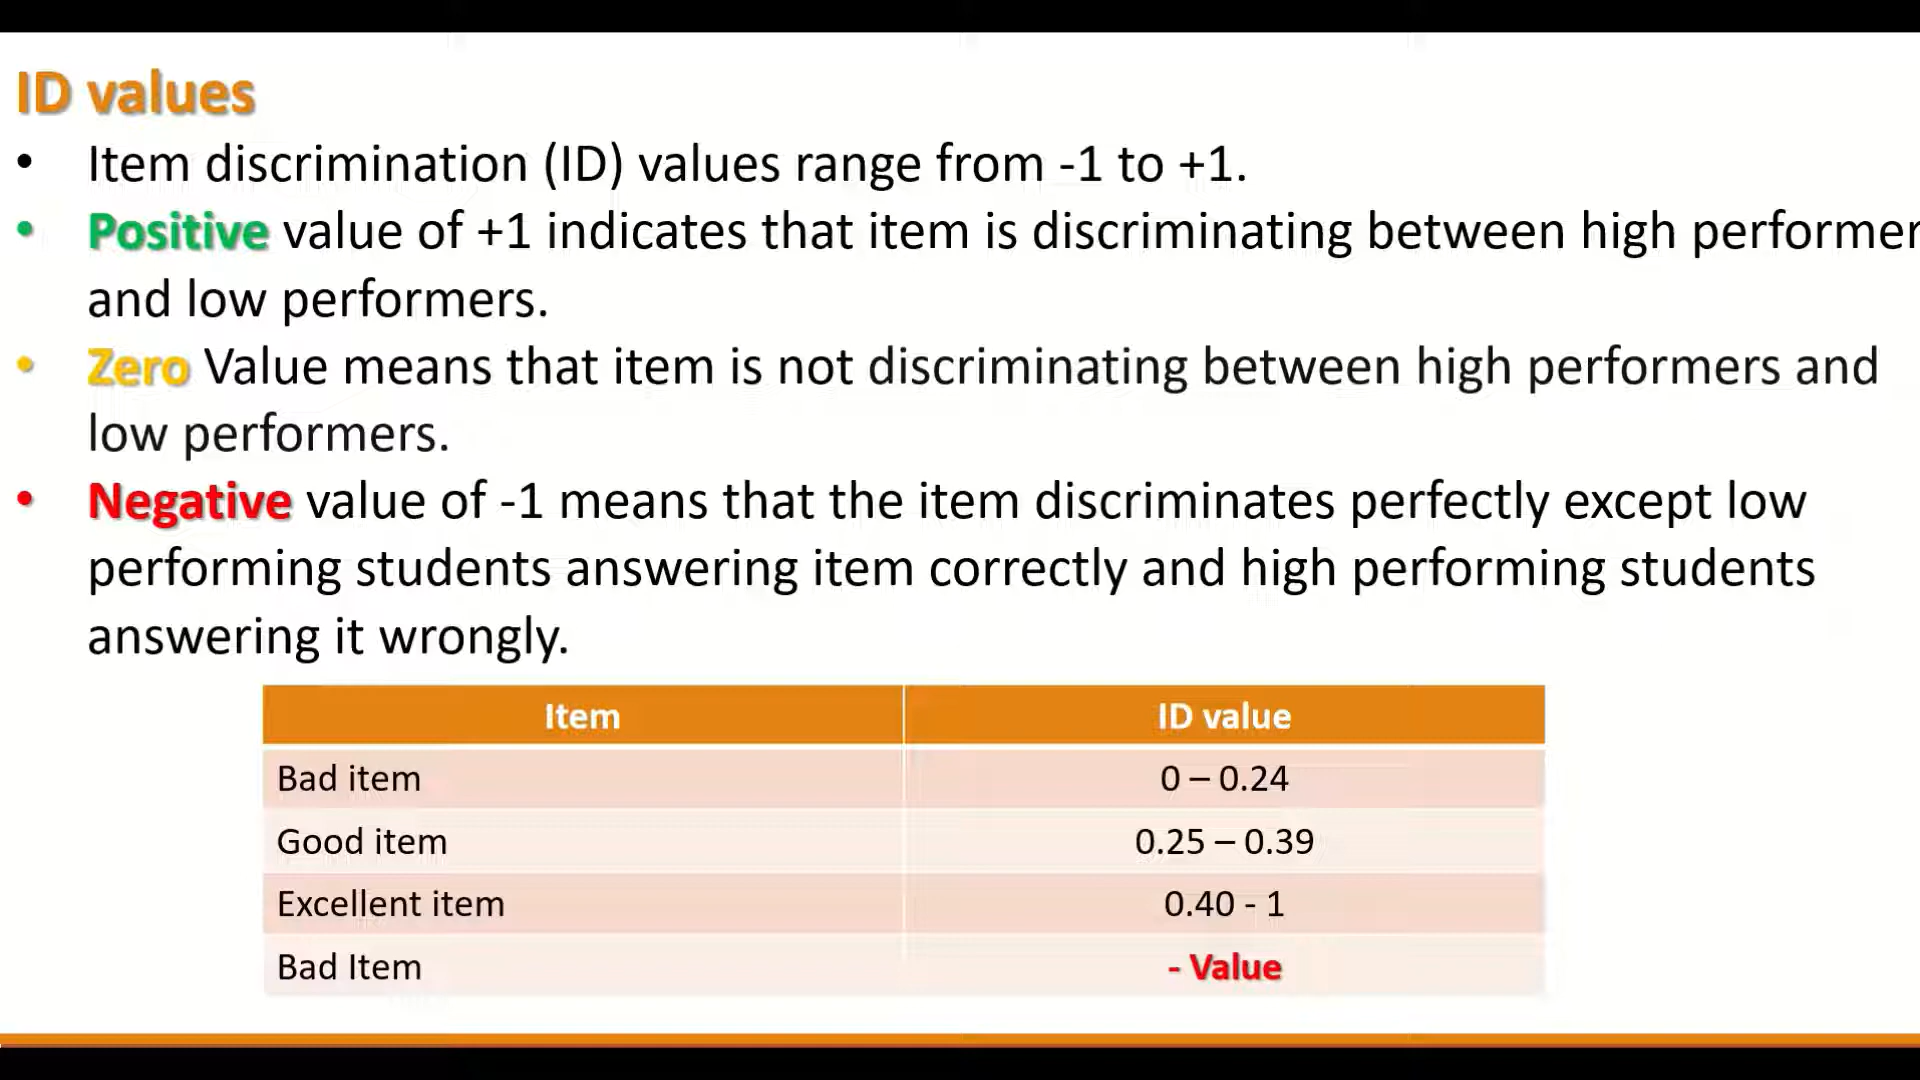 ID values
• Item discrimination (ID) values range from -1 to +1.
• Positive value of +1 indicates that item is discriminating between high performer
and low performers.
• Zero Value means that item is not discriminating between high performers and
low performers.
• Negative value of -1 means that the item discriminates perfectly except low
performing students answering item correctly and high performing students
answering it wrongly.
Item ID value
Bad item 0 – 0.24
Good item 0.25 – 0.39
Excellent item 0.40 - 1
Bad Item - Value